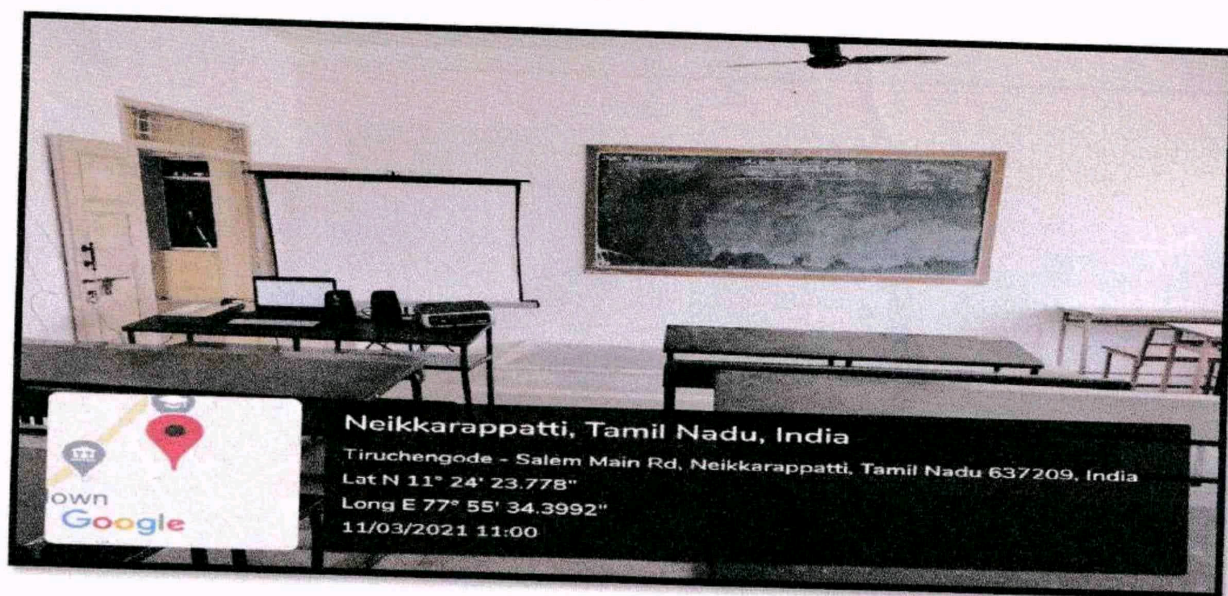 Neikkarappatti, Tamil Nadu, India
Tiruchengode - Salem Main Rd, Neikkarappatti, Tamil Nadu 637209, India
Lat N 11° 24' 23.778"
Long E 77° 55' 34.3992"
11/03/2021 11:00
own
Google